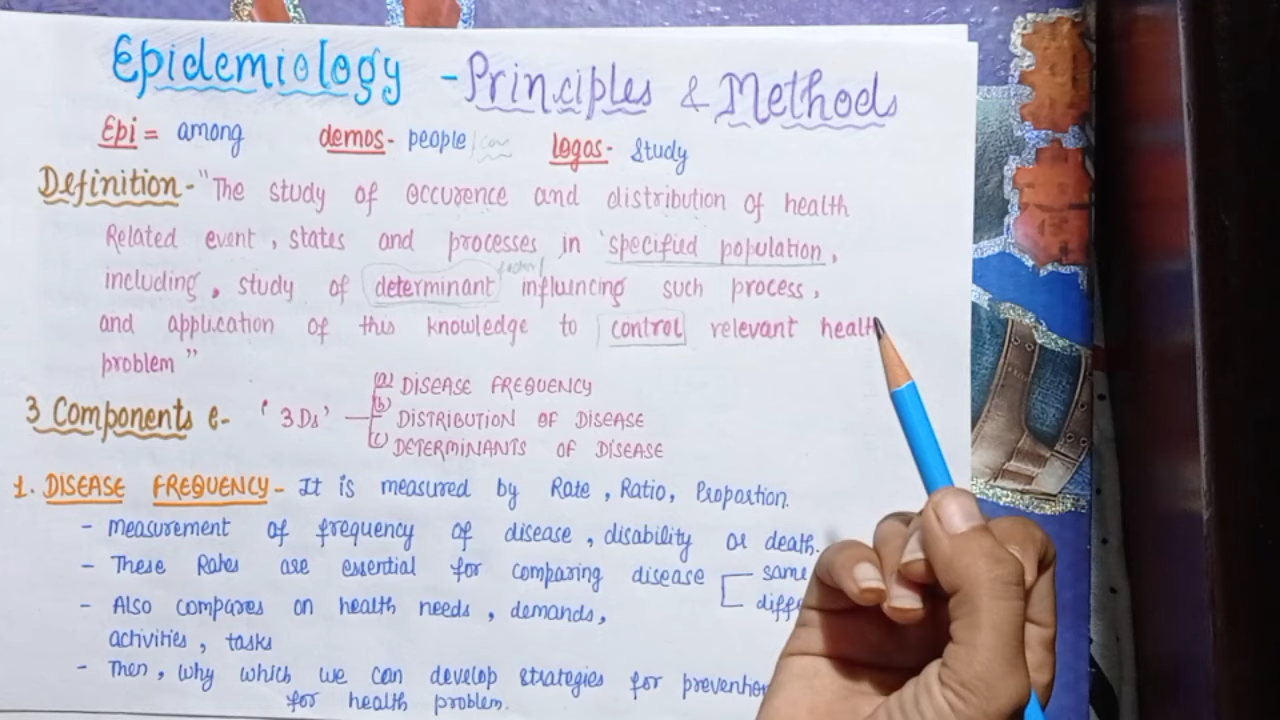 Epidemiology - Principles & Methods
Epi = among demos - people/ logos - Study
Definition - "The study of occurence and distribution of health
Related event, states and processes in 'specified population,
including, study of determinant influencing such process,
and application of this knowledge to control relevant health
problem"
(a) DISEASE FREQUENCY
3 Components e- '3Ds' — (b) DISTRIBUTION OF DISEASE
(c) DETERMINANTS OF DISEASE
1. DISEASE FREQUENCY - It is measured by Rate, Ratio, Proportion.
- measurement of frequency of disease, disability or death.
- These Rates are essential for comparing disease same
- Also compares on health needs, demands, diffe
activities, tasks
- Then, why which we can develop strategies for prevention
for health problem.